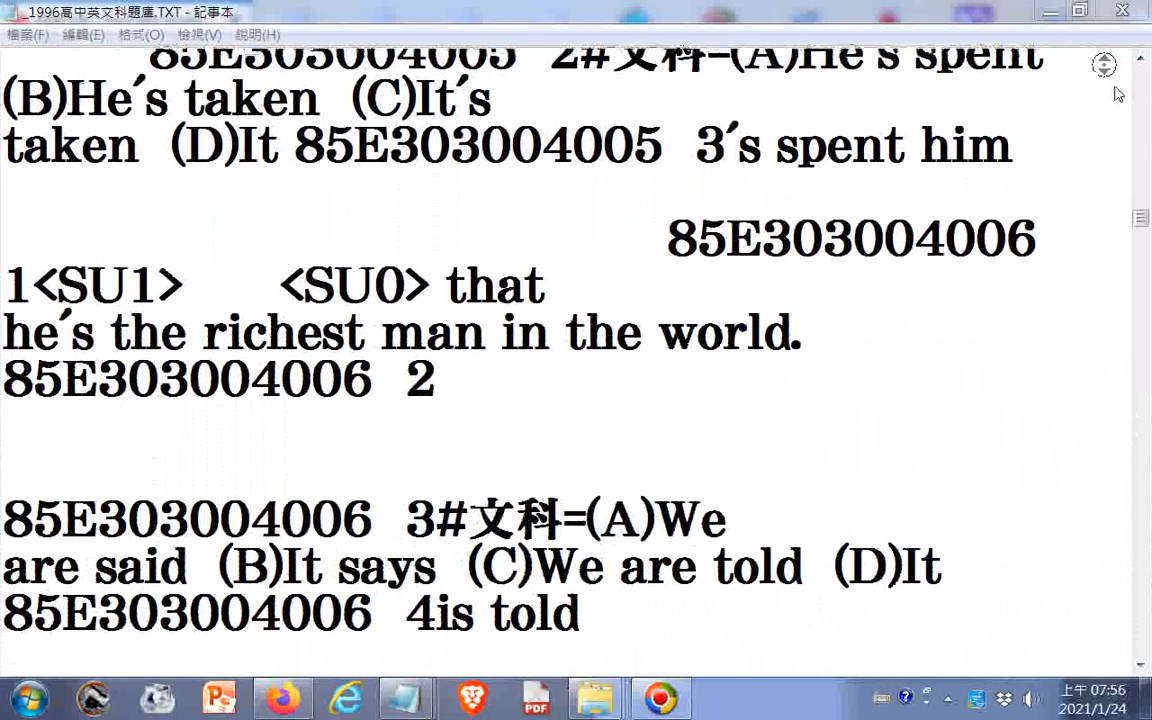 _1996高中英文科題庫.TXT - 記事本
檔案(F) 編輯(E) 格式(O) 檢視(V) 說明(H)
85E303004005 2#文科=(A)He's spent
(B)He's taken (C)It's
taken (D)It 85E303004005 3's spent him
85E303004006
1<SU1> <SU0> that
he's the richest man in the world.
85E303004006 2
85E303004006 3#文科=(A)We
are said (B)It says (C)We are told (D)It
85E303004006 4is told
PDF
上午 07:56
2021/1/24